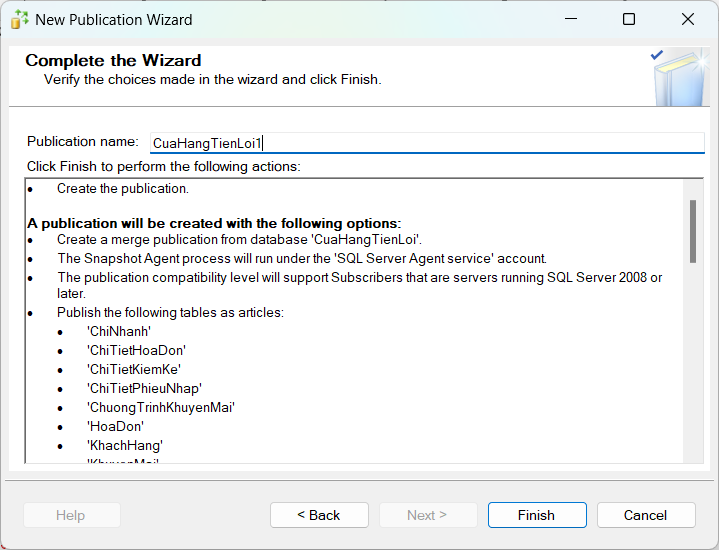 New Publication Wizard
Complete the Wizard
Verify the choices made in the wizard and click Finish.
Publication name: CuaHangTienLoi1
Click Finish to perform the following actions:
• Create the publication.
A publication will be created with the following options:
• Create a merge publication from database 'CuaHangTienLoi'.
• The Snapshot Agent process will run under the 'SQL Server Agent service' account.
• The publication compatibility level will support Subscribers that are servers running SQL Server 2008 or
later.
• Publish the following tables as articles:
• 'ChiNhanh'
• 'ChiTietHoaDon'
• 'ChiTietKiemKe'
• 'ChiTietPhieuNhap'
• 'ChuongTrinhKhuyenMai'
• 'HoaDon'
• 'KhachHang'
'KhuyenMai'
Help < Back Next > Finish Cancel